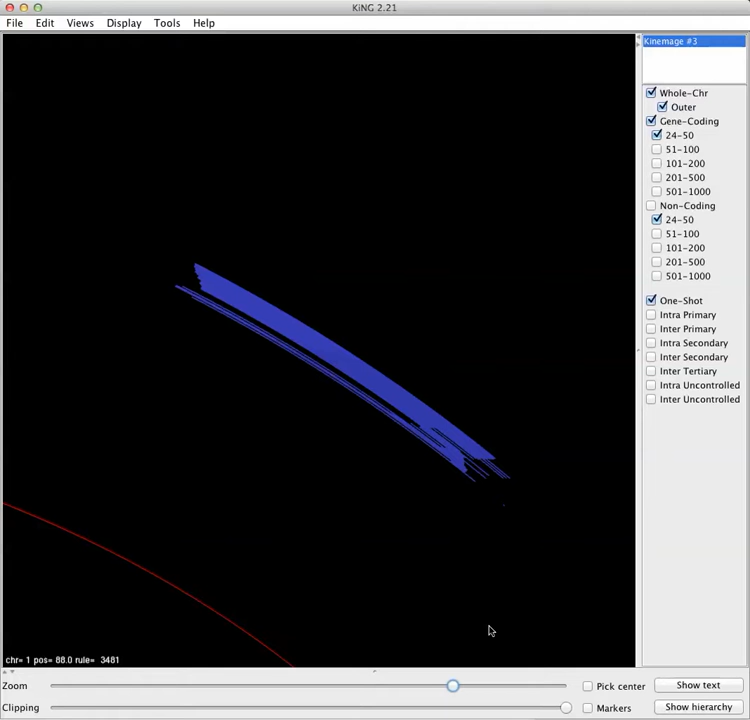 KiNG 2.21
File Edit Views Display Tools Help
Kinemage #3
Whole-Chr
Outer
Gene-Coding
24-50
51-100
101-200
201-500
501-1000
Non-Coding
24-50
51-100
101-200
201-500
501-1000
One-Shot
Intra Primary
Inter Primary
Intra Secondary
Inter Secondary
Inter Tertiary
Intra Uncontrolled
Inter Uncontrolled
chr= 1 pos= 88.0 rule= 3481
Zoom Pick center Show text
Clipping Markers Show hierarchy